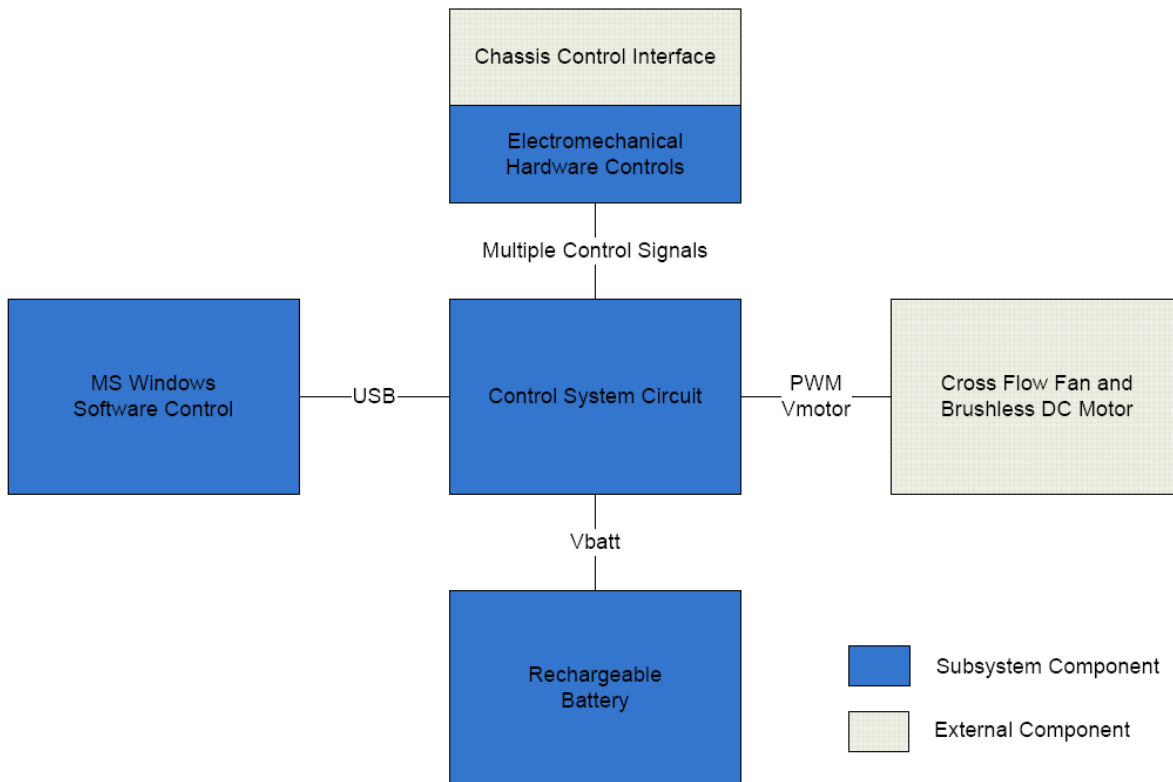 Chassis Control Interface
Electromechanical
Hardware Controls
Multiple Control Signals
MS Windows
Software Control
USB
Control System Circuit
PWM
Vmotor
Cross Flow Fan and
Brushless DC Motor
Vbatt
Rechargeable
Battery
Subsystem Component
External Component